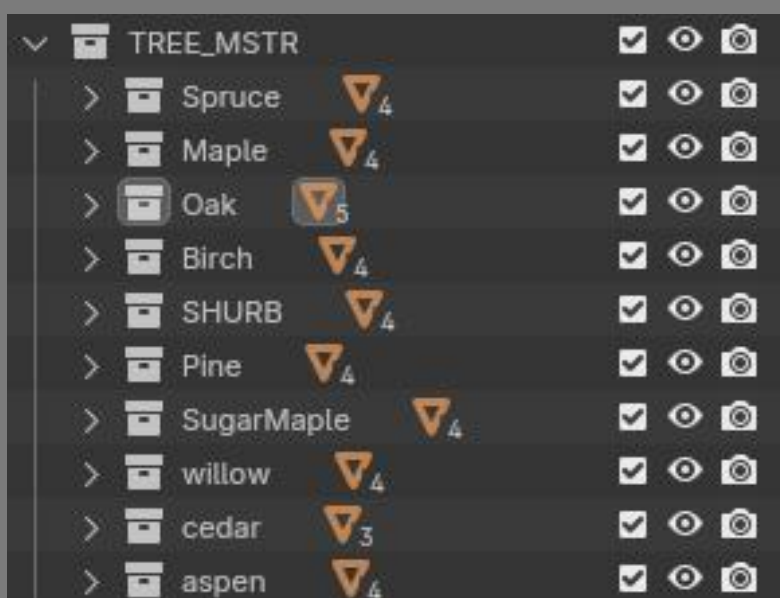 TREE_MSTR
Spruce 4
Maple 4
Oak 5
Birch 4
SHURB 4
Pine 4
SugarMaple 4
willow 4
cedar 3
aspen 4